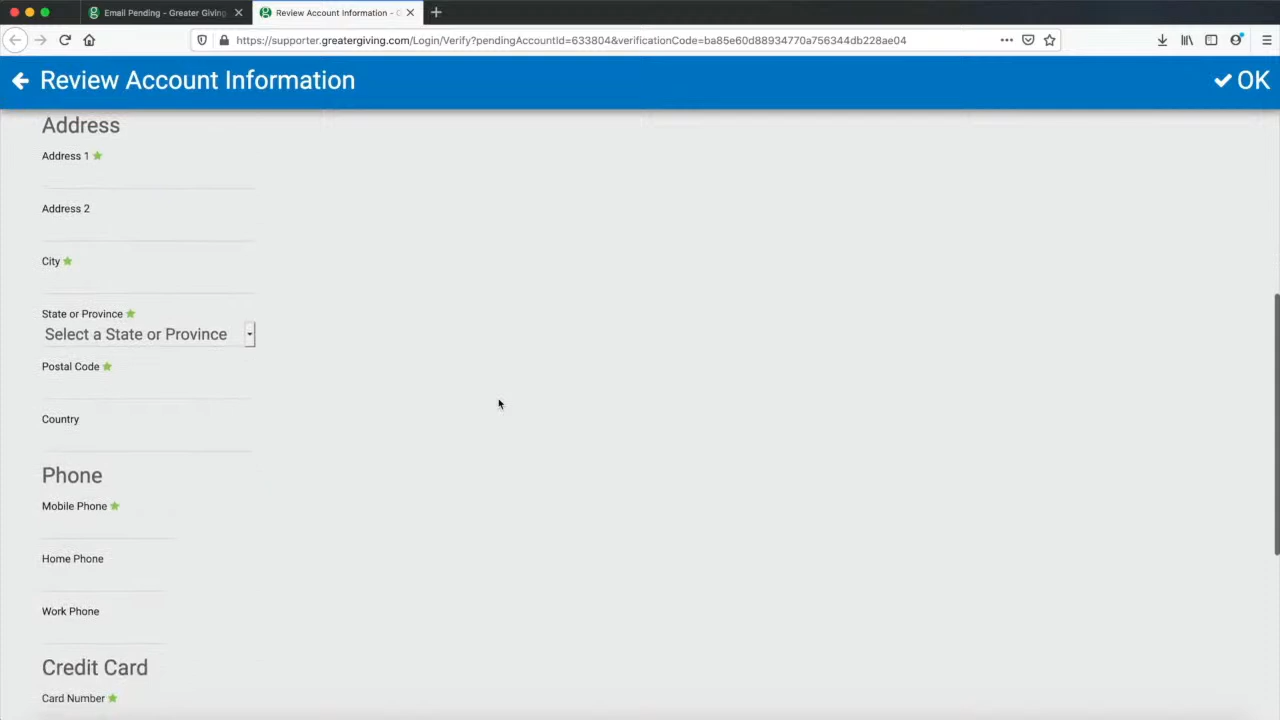 Email Pending - Greater Giving
Review Account Information -
https://supporter.greatergiving.com/Login/Verify?pendingAccountId=633804&verificationCode=ba85e60d88934770a756344db228ae04
Review Account Information
OK
Address
Address 1
Address 2
City
State or Province
Select a State or Province
Postal Code
Country
Phone
Mobile Phone
Home Phone
Work Phone
Credit Card
Card Number